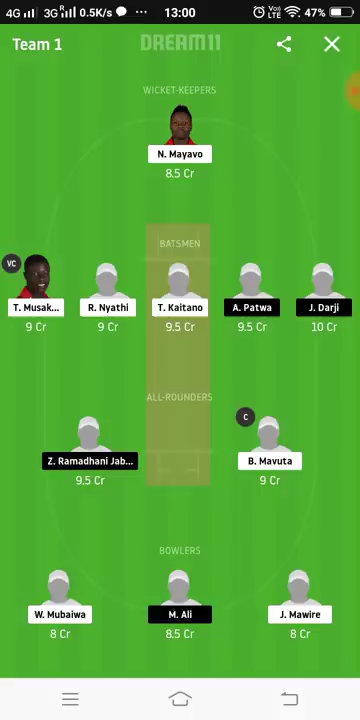 4G 3G R 0.5K/s ... 13:00 Vo) LTE 47%
Team 1 DREAM11
WICKET-KEEPERS
N. Mayavo
8.5 Cr
BATSMEN
VC
T. Musak... R. Nyathi T. Kaitano A. Patwa J. Darji
9 Cr 9 Cr 9.5 Cr 9.5 Cr 10 Cr
ALL-ROUNDERS
C
Z. Ramadhani Jab... B. Mavuta
9.5 Cr 9 Cr
BOWLERS
W. Mubaiwa M. Ali J. Mawire
8 Cr 8.5 Cr 8 Cr